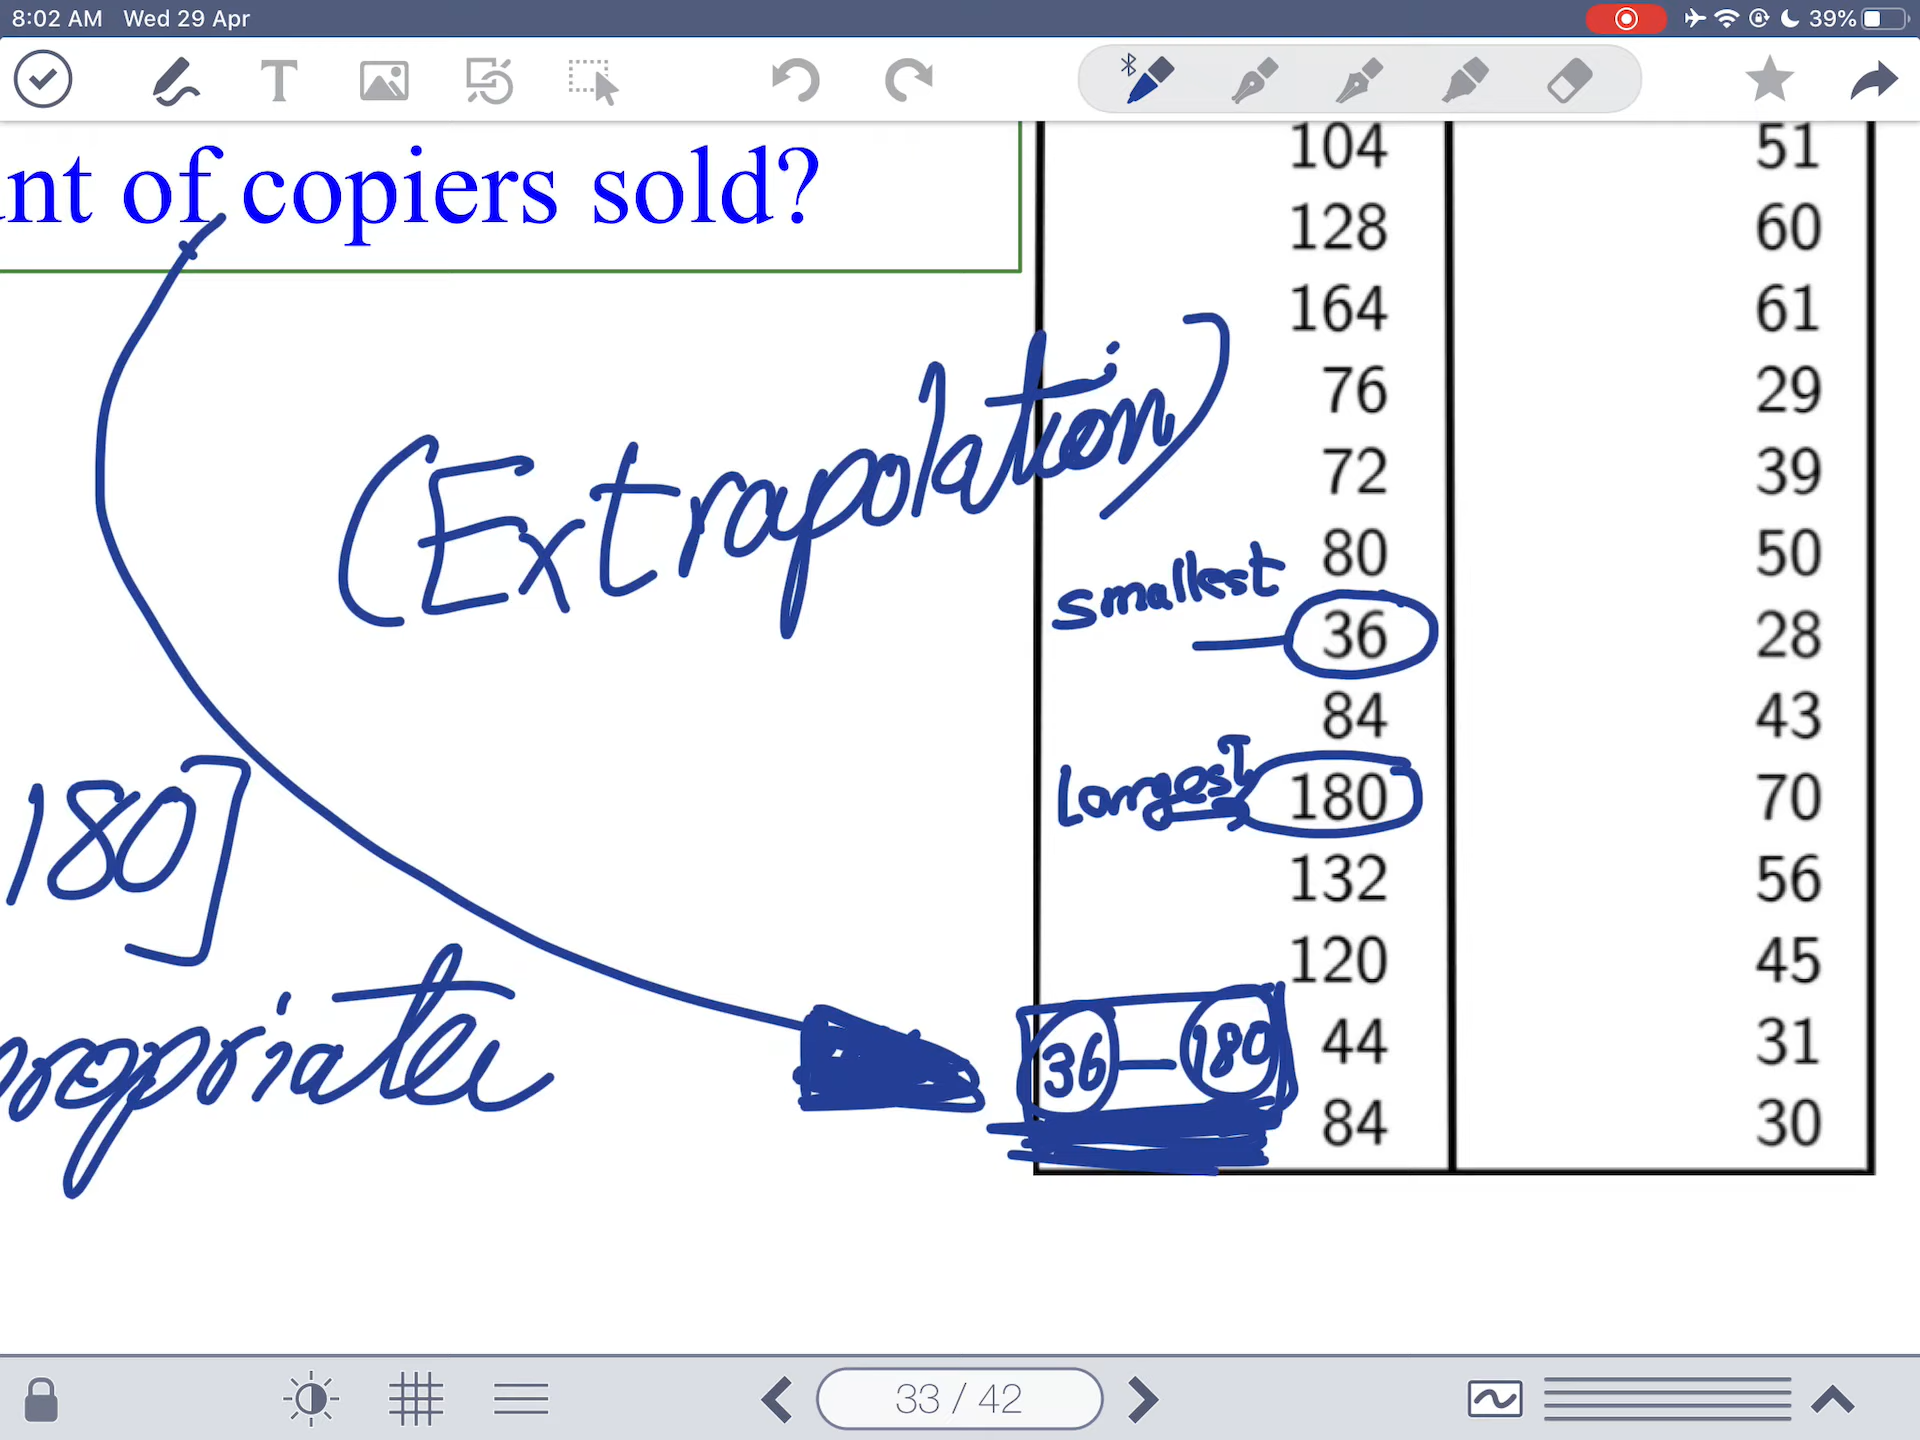 8:02 AM Wed 29 Apr 39%
T
nt of copiers sold?
104 51
128 60
164 61
76 29
(Extrapolation)
72 39
80 50
smallest
36 28
84 43
Largest
180 70
180]
132 56
120 45
36 — 180
44 31
ropriate
84 30
33 / 42